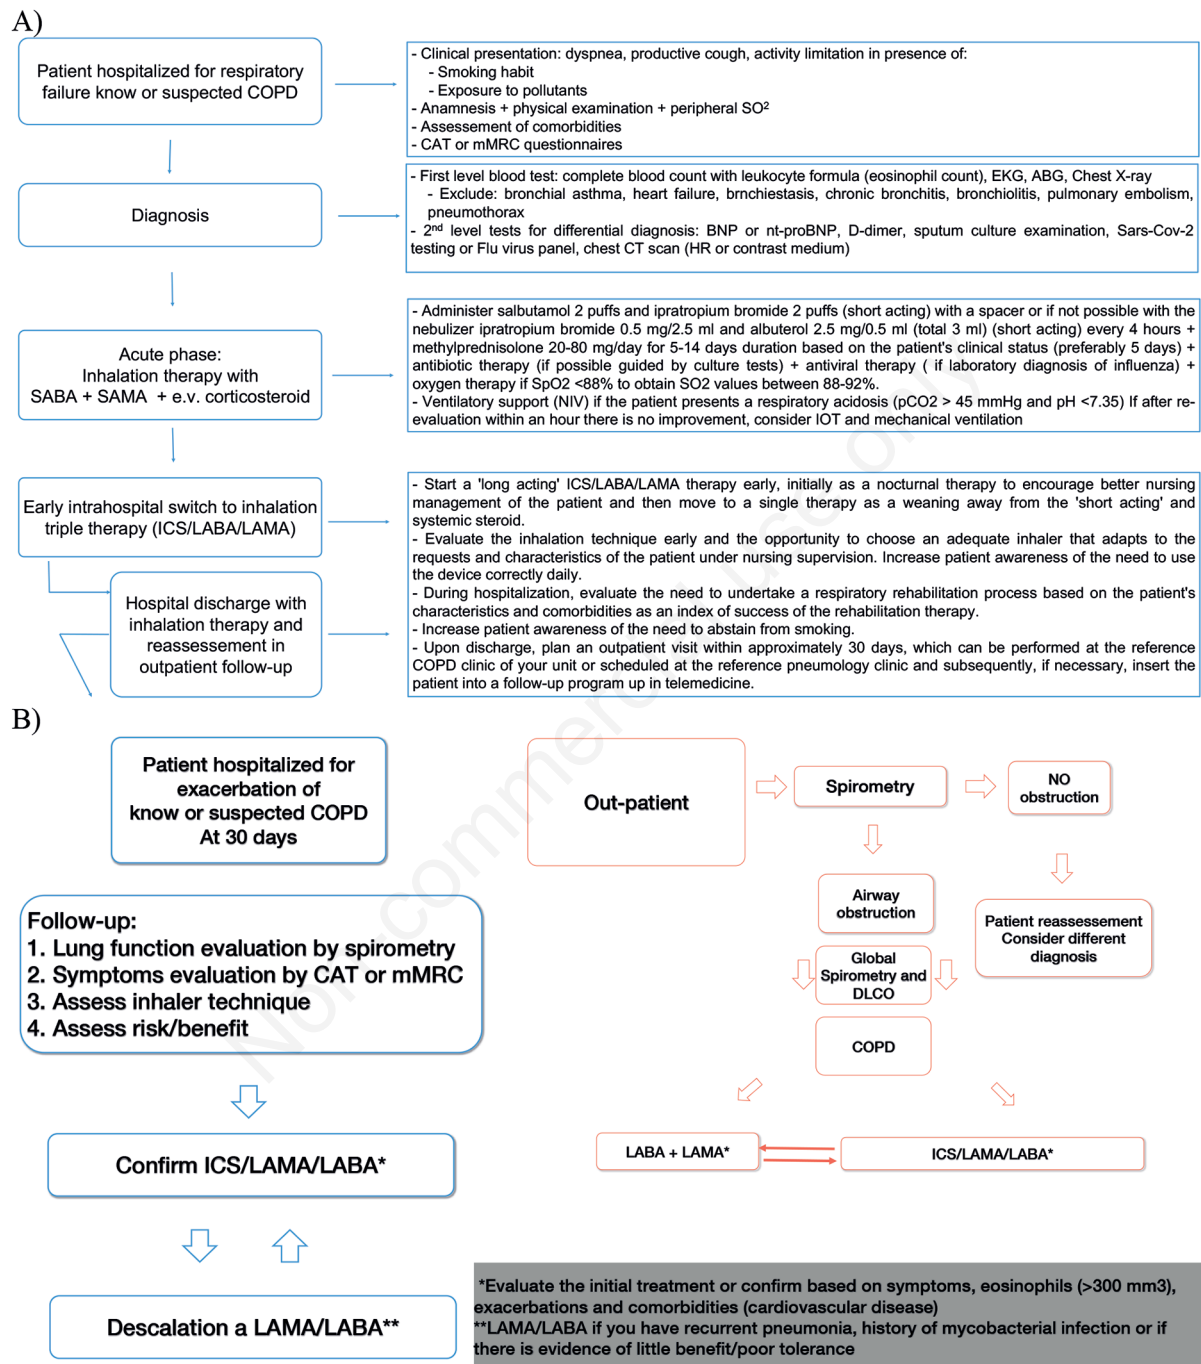 A)
Patient hospitalized for respiratory
failure know or suspected COPD
- Clinical presentation: dyspnea, productive cough, activity limitation in presence of:
- Smoking habit
- Exposure to pollutants
- Anamnesis + physical examination + peripheral SO²
- Assessement of comorbidities
- CAT or mMRC questionnaires
Diagnosis
- First level blood test: complete blood count with leukocyte formula (eosinophil count), EKG, ABG, Chest X-ray
- Exclude: bronchial asthma, heart failure, brnchiestasis, chronic bronchitis, bronchiolitis, pulmonary embolism,
pneumothorax
- 2nd level tests for differential diagnosis: BNP or nt-proBNP, D-dimer, sputum culture examination, Sars-Cov-2
testing or Flu virus panel, chest CT scan (HR or contrast medium)
Acute phase:
Inhalation therapy with
SABA + SAMA + e.v. corticosteroid
- Administer salbutamol 2 puffs and ipratropium bromide 2 puffs (short acting) with a spacer or if not possible with the
nebulizer ipratropium bromide 0.5 mg/2.5 ml and albuterol 2.5 mg/0.5 ml (total 3 ml) (short acting) every 4 hours +
methylprednisolone 20-80 mg/day for 5-14 days duration based on the patient's clinical status (preferably 5 days) +
antibiotic therapy (if possible guided by culture tests) + antiviral therapy ( if laboratory diagnosis of influenza) +
oxygen therapy if SpO2 <88% to obtain SO2 values between 88-92%.
- Ventilatory support (NIV) if the patient presents a respiratory acidosis (pCO2 > 45 mmHg and pH <7.35) If after re-
evaluation within an hour there is no improvement, consider IOT and mechanical ventilation
Early intrahospital switch to inhalation
triple therapy (ICS/LABA/LAMA)
Hospital discharge with
inhalation therapy and
reassessement in
outpatient follow-up
- Start a 'long acting' ICS/LABA/LAMA therapy early, initially as a nocturnal therapy to encourage better nursing
management of the patient and then move to a single therapy as a weaning away from the 'short acting' and
systemic steroid.
- Evaluate the inhalation technique early and the opportunity to choose an adequate inhaler that adapts to the
requests and characteristics of the patient under nursing supervision. Increase patient awareness of the need to use
the device correctly daily.
- During hospitalization, evaluate the need to undertake a respiratory rehabilitation process based on the patient's
characteristics and comorbidities as an index of success of the rehabilitation therapy.
- Increase patient awareness of the need to abstain from smoking.
- Upon discharge, plan an outpatient visit within approximately 30 days, which can be performed at the reference
COPD clinic of your unit or scheduled at the reference pneumology clinic and subsequently, if necessary, insert the
patient into a follow-up program up in telemedicine.
B)
Patient hospitalized for
exacerbation of
know or suspected COPD
At 30 days
Follow-up:
1. Lung function evaluation by spirometry
2. Symptoms evaluation by CAT or mMRC
3. Assess inhaler technique
4. Assess risk/benefit
Confirm ICS/LAMA/LABA*
Descalation a LAMA/LABA**
Out-patient
Spirometry
NO
obstruction
Airway
obstruction
Patient reassessement
Consider different
diagnosis
Global
Spirometry and
DLCO
COPD
LABA + LAMA*
ICS/LAMA/LABA*
*Evaluate the initial treatment or confirm based on symptoms, eosinophils (>300 mm3),
exacerbations and comorbidities (cardiovascular disease)
**LAMA/LABA if you have recurrent pneumonia, history of mycobacterial infection or if
there is evidence of little benefit/poor tolerance
Non-commercial use only